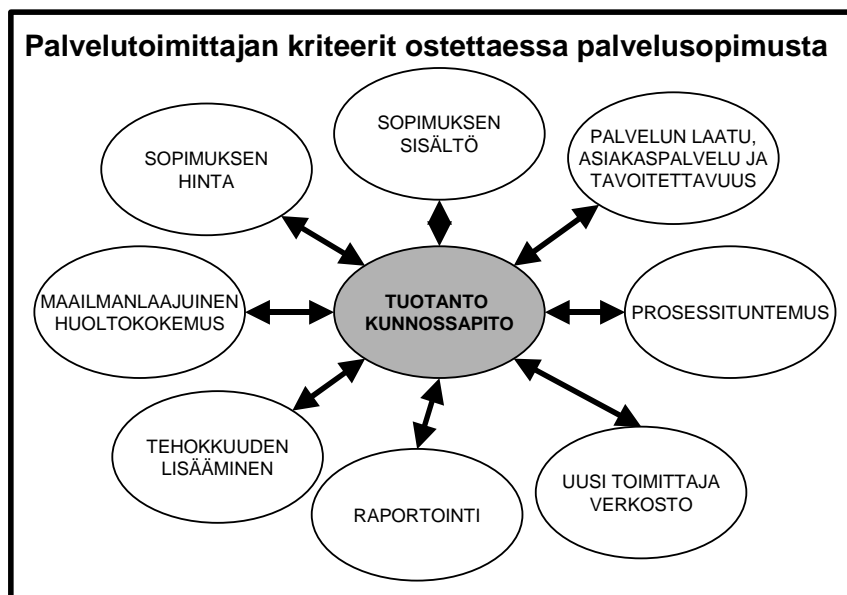 Palvelutoimittajan kriteerit ostettaessa palvelusopimusta
SOPIMUKSEN
SISÄLTÖ
SOPIMUKSEN
HINTA
PALVELUN LAATU,
ASIAKASPALVELU JA
TAVOITETTAVUUS
MAAILMANLAAJUINEN
HUOLTOKOKEMUS
TUOTANTO
KUNNOSSAPITO
PROSESSITUNTEMUS
TEHOKKUUDEN
LISÄÄMINEN
RAPORTOINTI
UUSI TOIMITTAJA
VERKOSTO